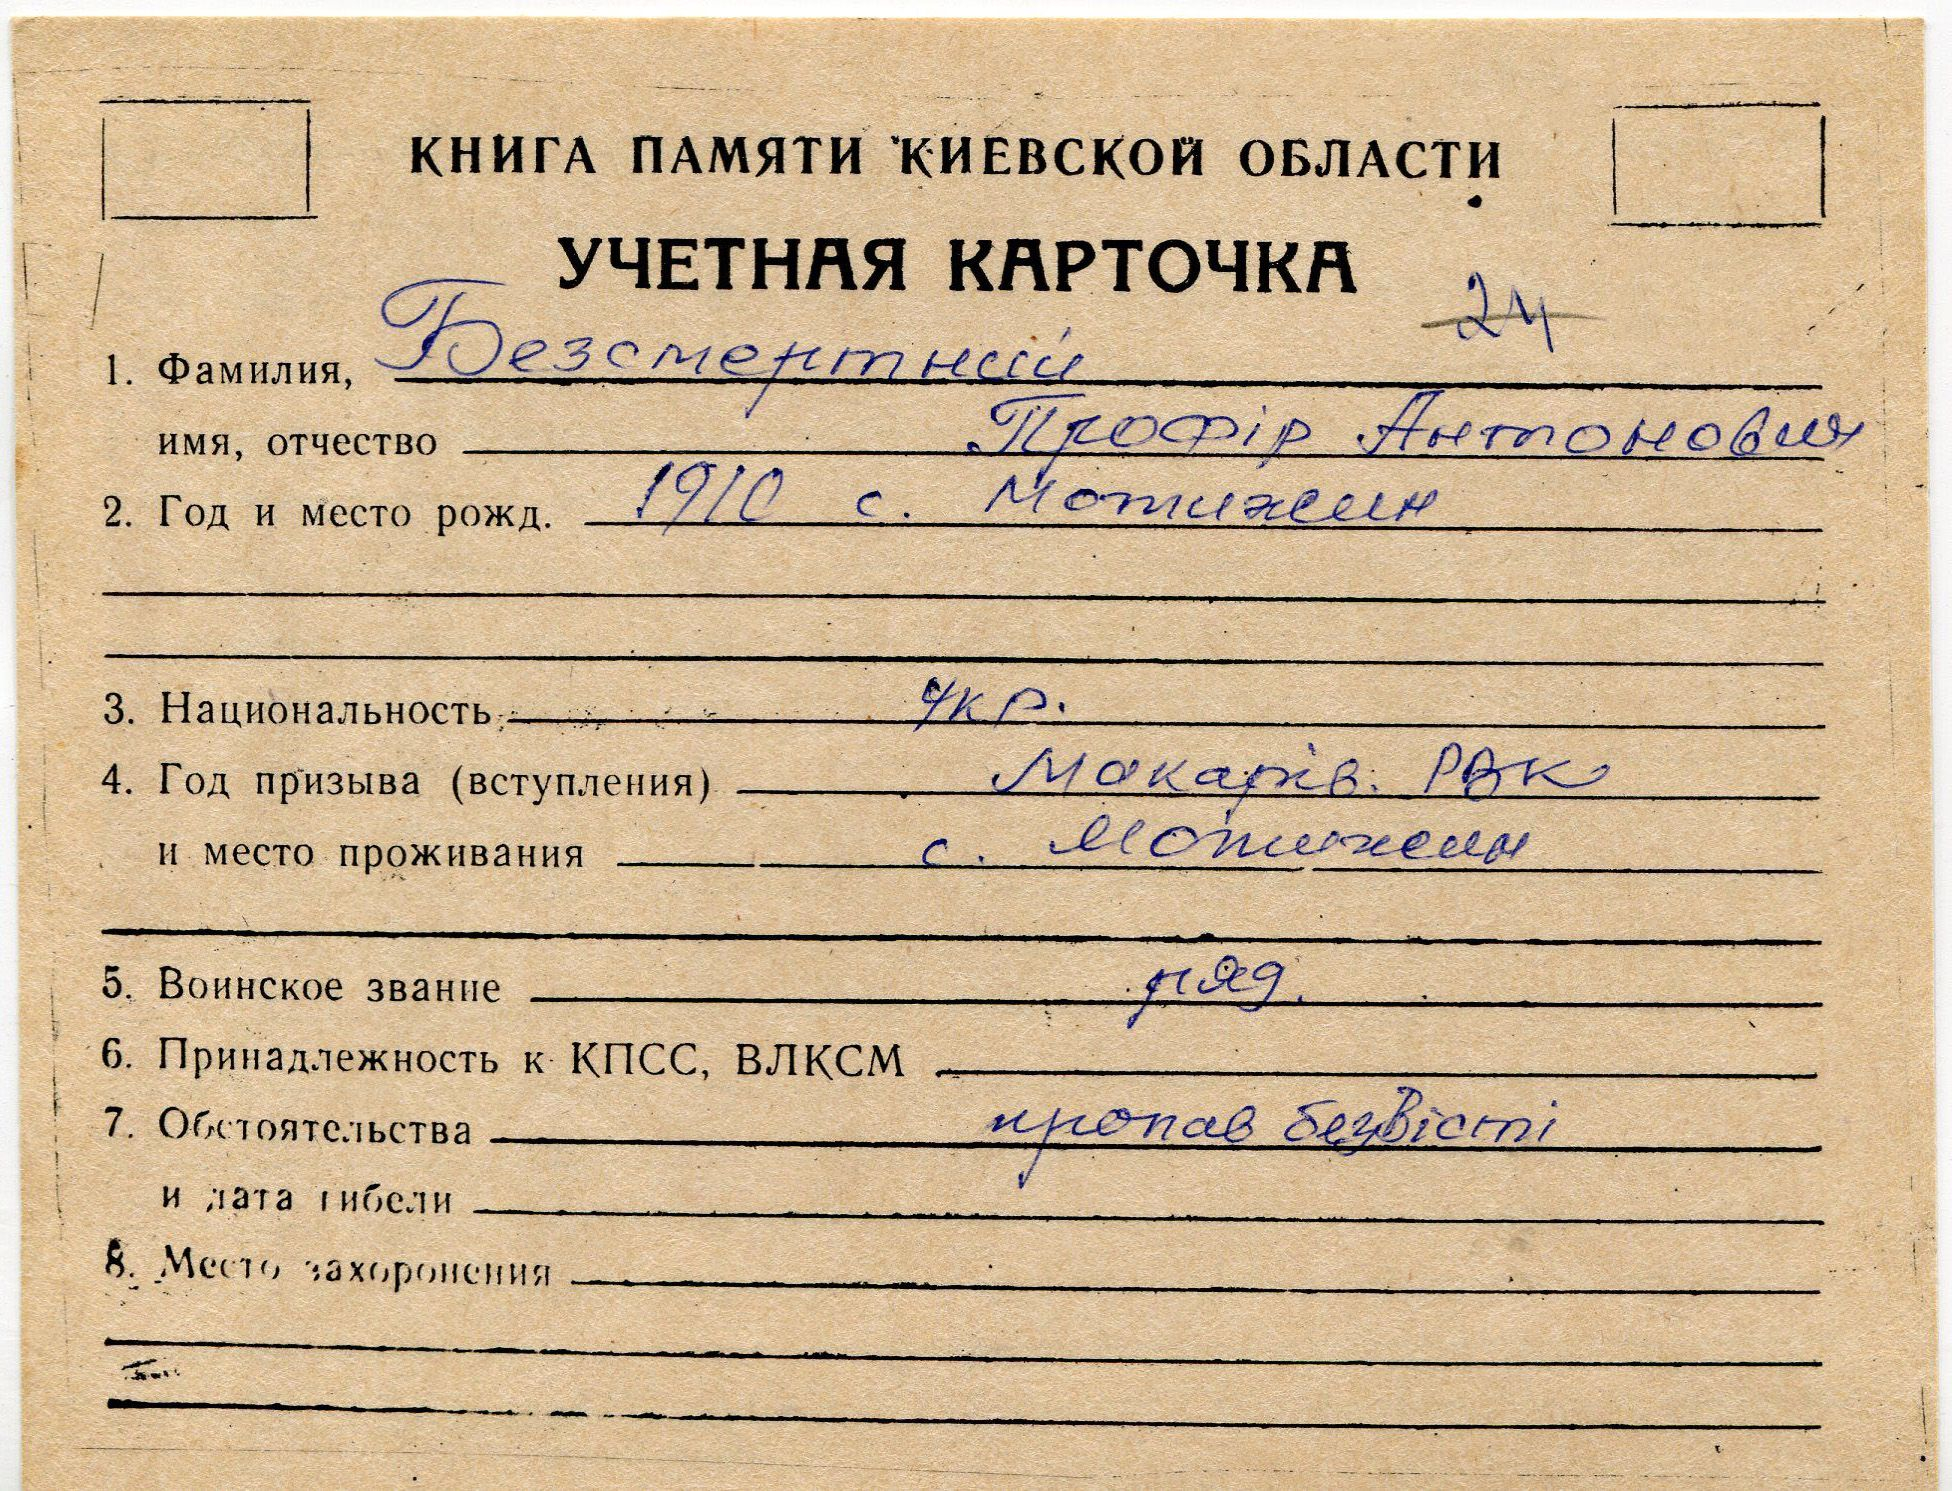 КНИГА ПАМЯТИ КИЕВСКОЙ ОБЛАСТИ
УЧЕТНАЯ КАРТОЧКА
24
1. Фамилия, Безсмертний
имя, отчество Профір Антонович
2. Год и место рожд. 1910 с. Мотижин
3. Национальность укр.
4. Год призыва (вступления) Макарів. РВК
и место проживания с. Мотижин
5. Воинское звание ряд.
6. Принадлежность к КПСС, ВЛКСМ
7. Обстоятельства пропав безвісті
и дата гибели
8. Место захоронения